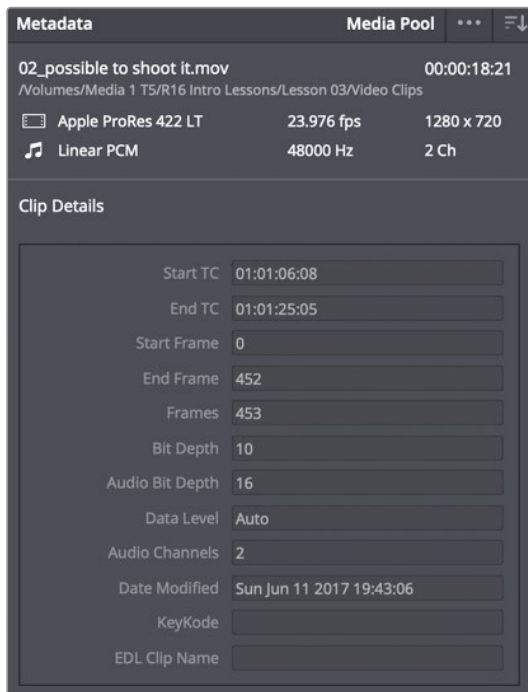 Metadata Media Pool •••
02_possible to shoot it.mov 00:00:18:21
/Volumes/Media 1 T5/R16 Intro Lessons/Lesson 03/Video Clips
Apple ProRes 422 LT 23.976 fps 1280 x 720
Linear PCM 48000 Hz 2 Ch
Clip Details
Start TC 01:01:06:08
End TC 01:01:25:05
Start Frame 0
End Frame 452
Frames 453
Bit Depth 10
Audio Bit Depth 16
Data Level Auto
Audio Channels 2
Date Modified Sun Jun 11 2017 19:43:06
KeyKode
EDL Clip Name